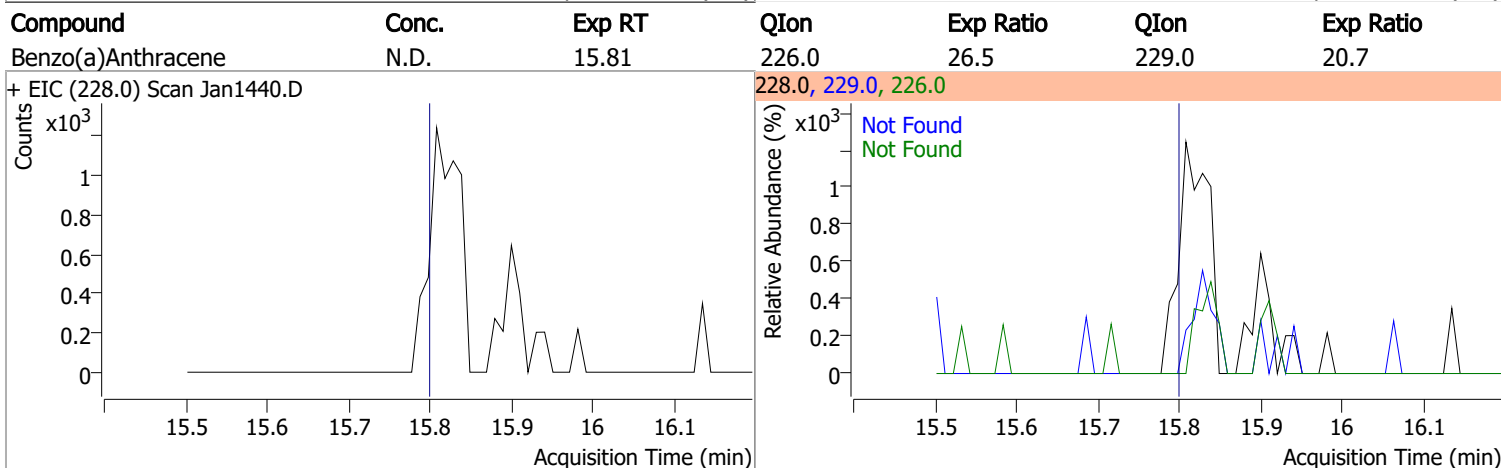 Compound Conc. Exp RT QIon Exp Ratio QIon Exp Ratio
Benzo(a)Anthracene N.D. 15.81 226.0 26.5 229.0 20.7
+ EIC (228.0) Scan Jan1440.D
Counts
x10³
1
0.8
0.6
0.4
0.2
0
15.5 15.6 15.7 15.8 15.9 16 16.1
Acquisition Time (min)
228.0, 229.0, 226.0
Relative Abundance (%)
x10³
Not Found
Not Found
1
0.8
0.6
0.4
0.2
0
15.5 15.6 15.7 15.8 15.9 16 16.1
Acquisition Time (min)